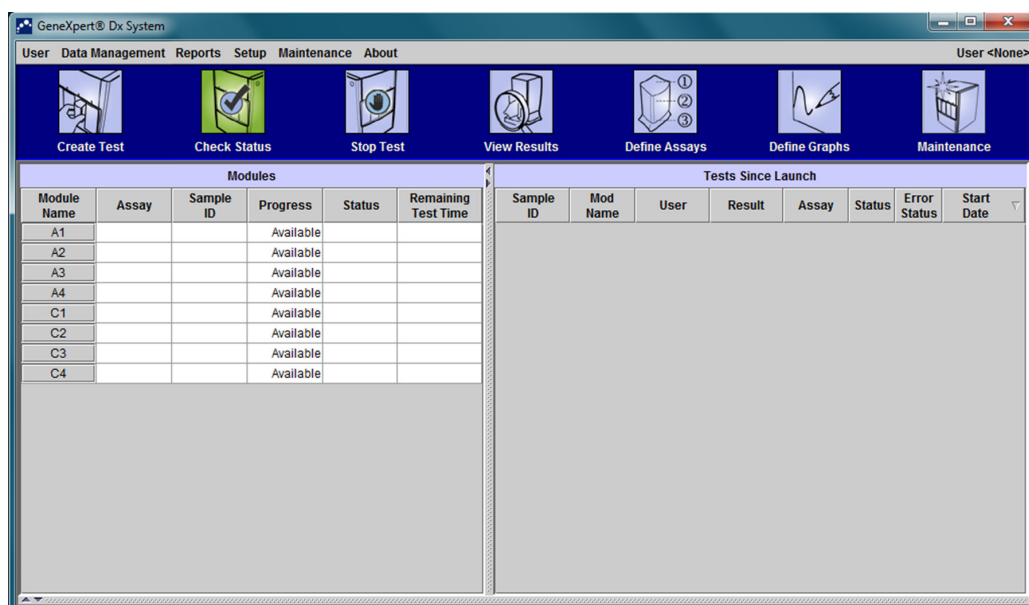 GeneXpert® Dx System
User Data Management Reports Setup Maintenance About User <None>
① ② ③
Create Test Check Status Stop Test View Results Define Assays Define Graphs Maintenance
Modules Tests Since Launch
Module Name Assay Sample ID Progress Status Remaining Test Time Sample ID Mod Name User Result Assay Status Error Status Start Date
A1 Available
A2 Available
A3 Available
A4 Available
C1 Available
C2 Available
C3 Available
C4 Available